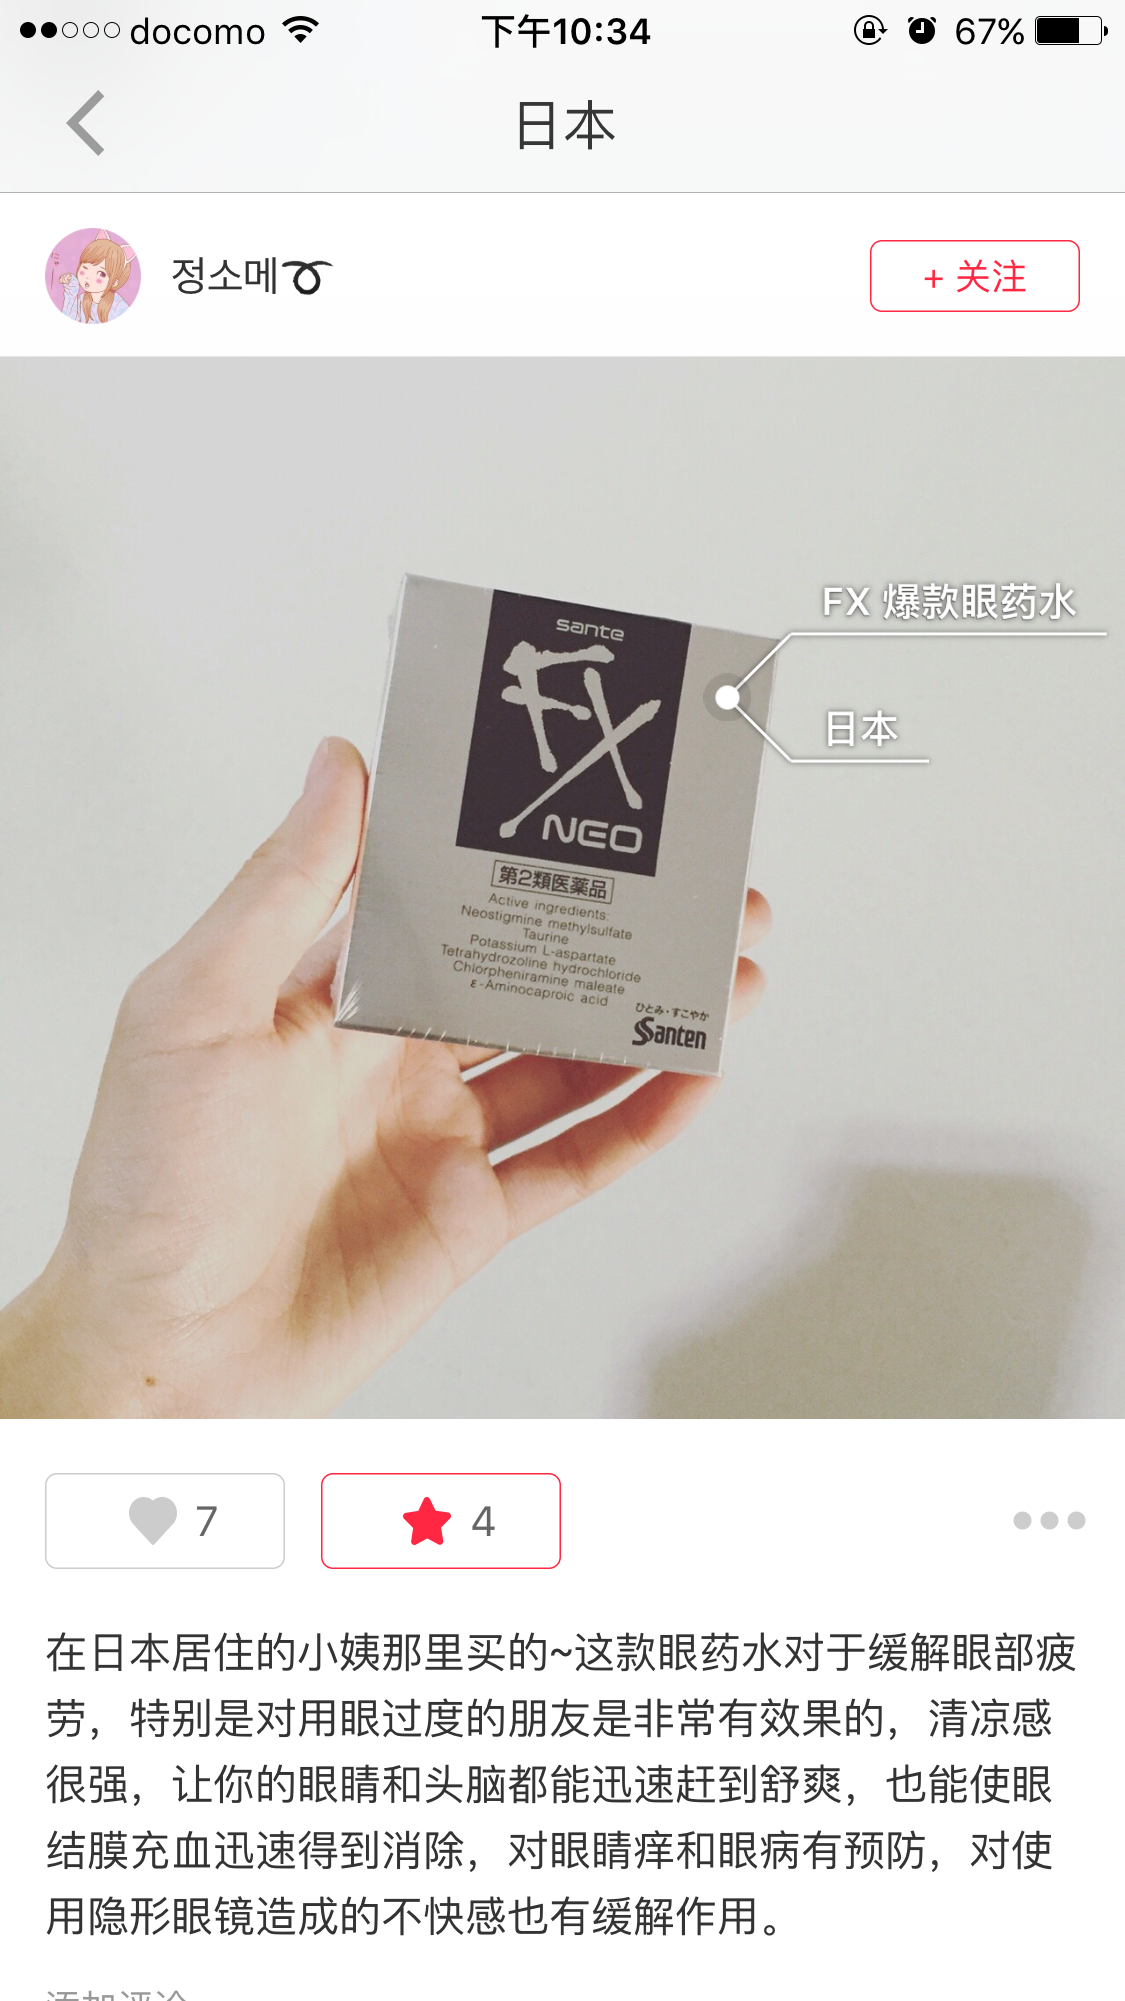 docomo 下午10:34 67%
日本
정소메➰
+ 关注
FX 爆款眼药水
日本
sante
FX
NEO
第2類医薬品
Active ingredients:
Neostigmine methylsulfate
Taurine
Potassium L-aspartate
Tetrahydrozoline hydrochloride
Chlorpheniramine maleate
ε-Aminocaproic acid
ひとみ・すこやか
Santen
7 4
在日本居住的小姨那里买的~这款眼药水对于缓解眼部疲
劳，特别是对用眼过度的朋友是非常有效果的，清凉感
很强，让你的眼睛和头脑都能迅速赶到舒爽，也能使眼
结膜充血迅速得到消除，对眼睛痒和眼病有预防，对使
用隐形眼镜造成的不快感也有缓解作用。
添加评论